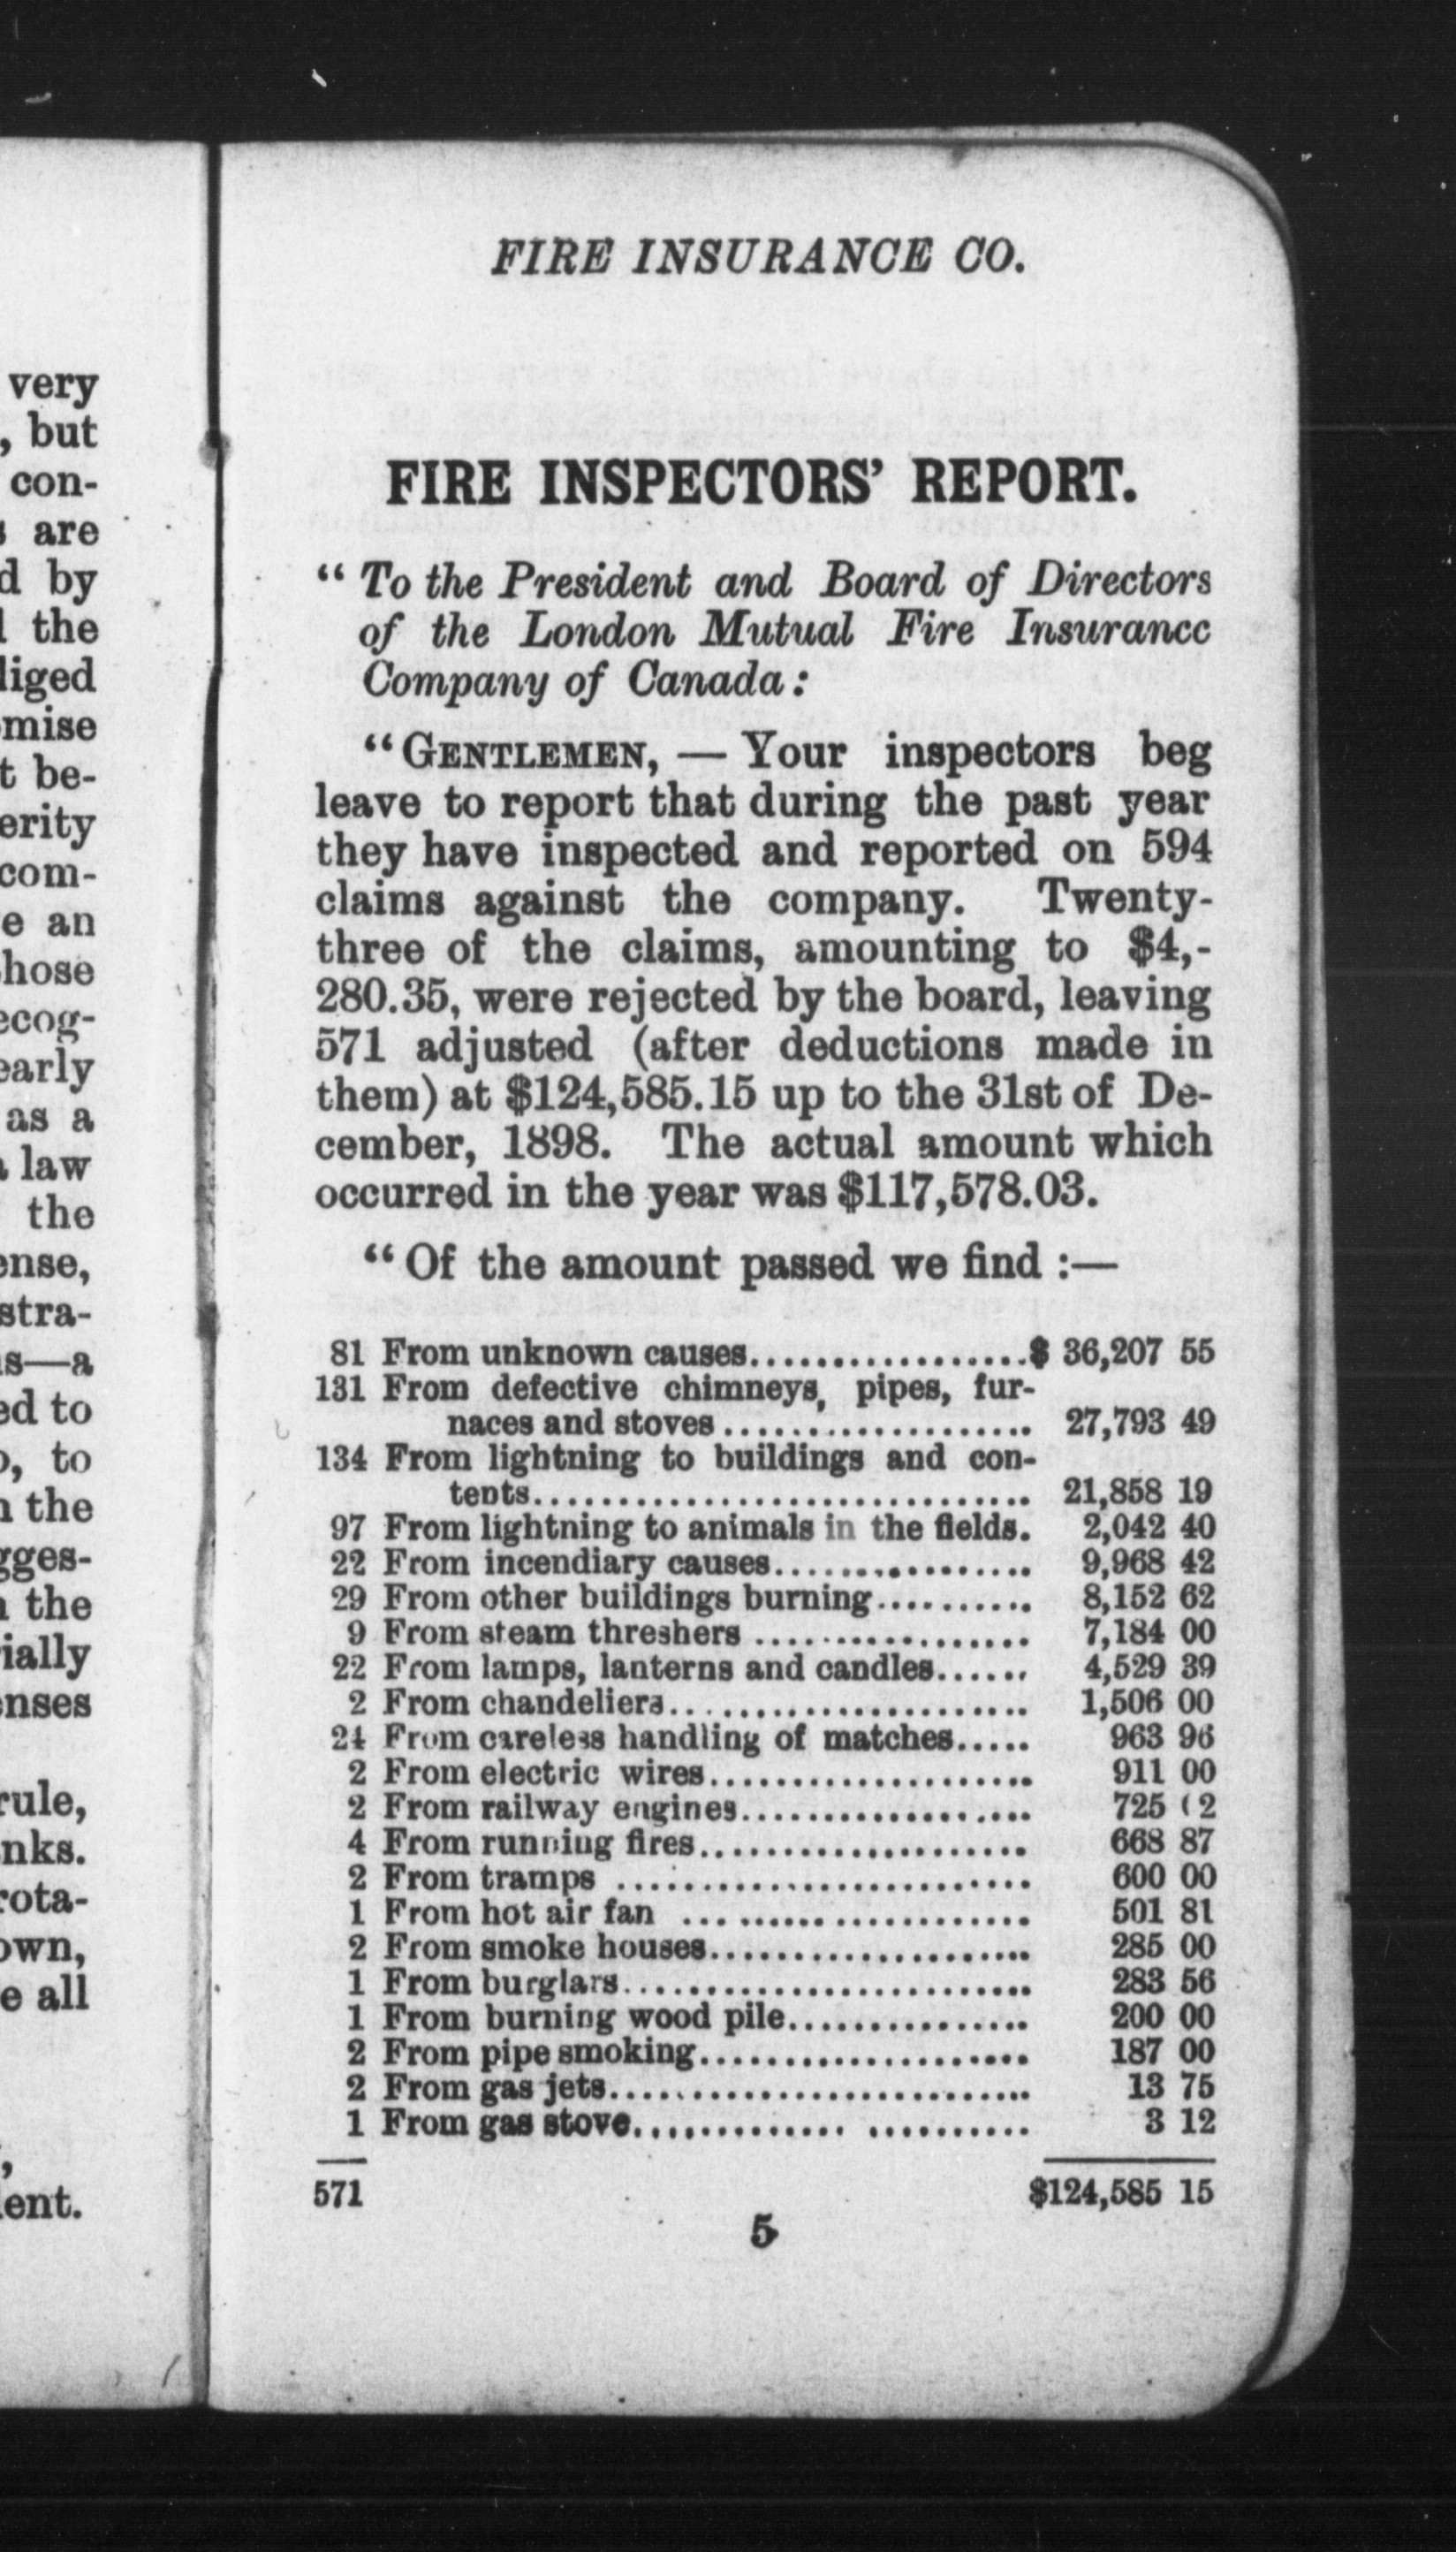 very
, but
con-
are
d by
the
liged
mise
t be-
erity
com-
e an
hose
ecog-
early
as a
law
the
ense,
stra-
s—a
ed to
, to
the
gges-
the
ially
enses
rule,
nks.
rota-
own,
e all
,
ent.
FIRE INSURANCE CO.
FIRE INSPECTORS' REPORT.
“ To the President and Board of Directors
of the London Mutual Fire Insurance
Company of Canada :
“ GENTLEMEN, — Your inspectors beg
leave to report that during the past year
they have inspected and reported on 594
claims against the company. Twenty-
three of the claims, amounting to $4,-
280.35, were rejected by the board, leaving
571 adjusted (after deductions made in
them) at $124,585.15 up to the 31st of De-
cember, 1898. The actual amount which
occurred in the year was $117,578.03.
“ Of the amount passed we find :—
81 From unknown causes..................$ 36,207 55
131 From defective chimneys, pipes, fur-
naces and stoves ................... 27,793 49
134 From lightning to buildings and con-
tents.............................. 21,858 19
97 From lightning to animals in the fields. 2,042 40
22 From incendiary causes................ 9,968 42
29 From other buildings burning.......... 8,152 62
9 From steam threshers ................. 7,184 00
22 From lamps, lanterns and candles...... 4,529 39
2 From chandeliers...................... 1,506 00
24 From careless handling of matches..... 963 96
2 From electric wires.................... 911 00
2 From railway engines.................. 725 2
4 From running fires.................... 668 87
2 From tramps ......................... 600 00
1 From hot air fan ... ................. 501 81
2 From smoke houses.................... 285 00
1 From burglars......................... 283 56
1 From burning wood pile............... 200 00
2 From pipe smoking.................... 187 00
2 From gas jets.......................... 13 75
1 From gas stove............. .......... 3 12
571 $124,585 15
5